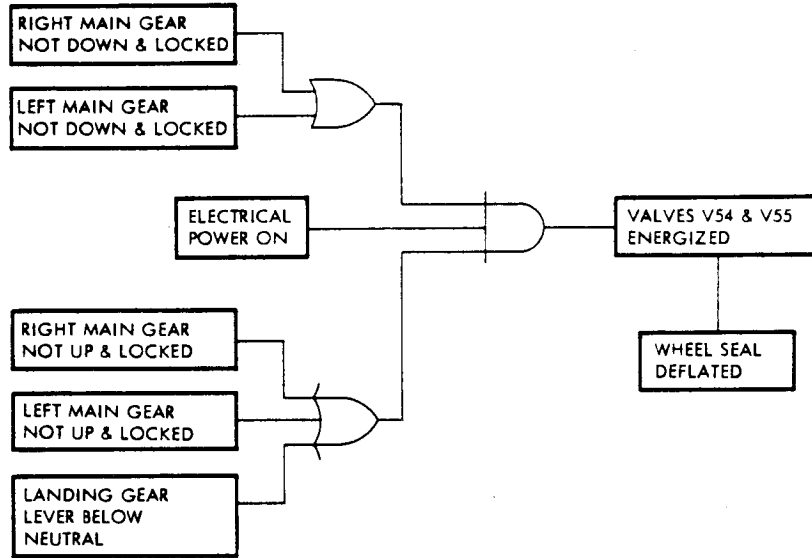 RIGHT MAIN GEAR
NOT DOWN & LOCKED
LEFT MAIN GEAR
NOT DOWN & LOCKED
ELECTRICAL
POWER ON
VALVES V54 & V55
ENERGIZED
RIGHT MAIN GEAR
NOT UP & LOCKED
WHEEL SEAL
DEFLATED
LEFT MAIN GEAR
NOT UP & LOCKED
LANDING GEAR
LEVER BELOW
NEUTRAL